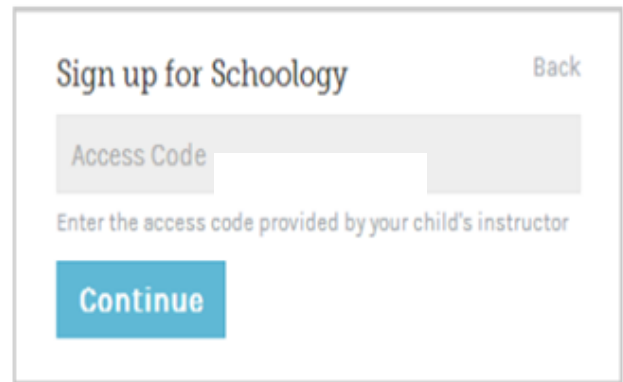 Sign up for Schoology Back
Access Code
Enter the access code provided by your child's instructor
Continue